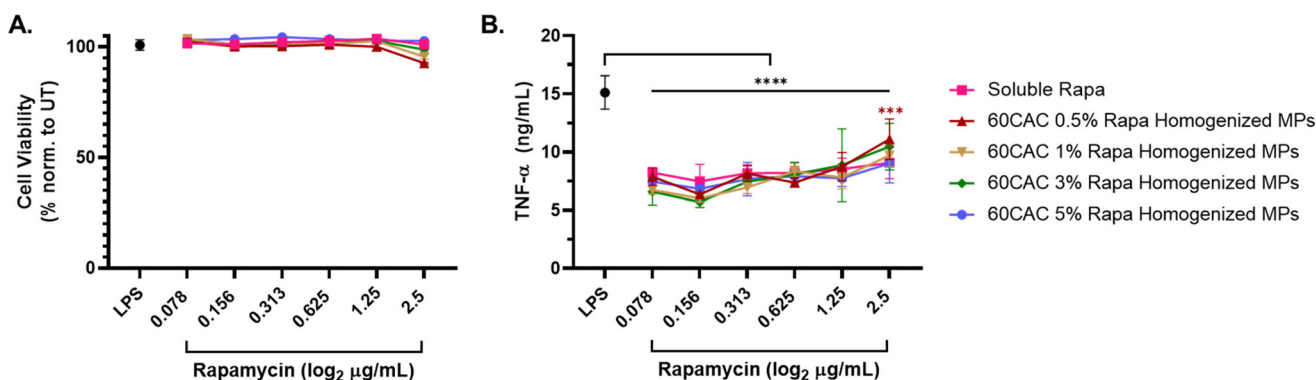 A.
Cell Viability
(% norm. to UT)
100
50
0
LPS
0.078
0.156
0.313
0.625
1.25
2.5
Rapamycin (log₂ µg/mL)
B.
TNF-α (ng/mL)
20
15
10
5
0
****
***
LPS
0.078
0.156
0.313
0.625
1.25
2.5
Rapamycin (log₂ µg/mL)
Soluble Rapa
60CAC 0.5% Rapa Homogenized MPs
60CAC 1% Rapa Homogenized MPs
60CAC 3% Rapa Homogenized MPs
60CAC 5% Rapa Homogenized MPs